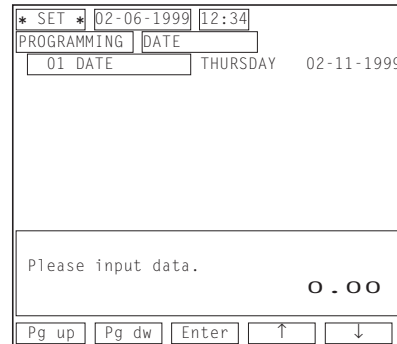 * SET * 02-06-1999 12:34
PROGRAMMING DATE
01 DATE THURSDAY 02-11-1999
Please input data.
0.00
Pg up Pg dw Enter ↑ ↓